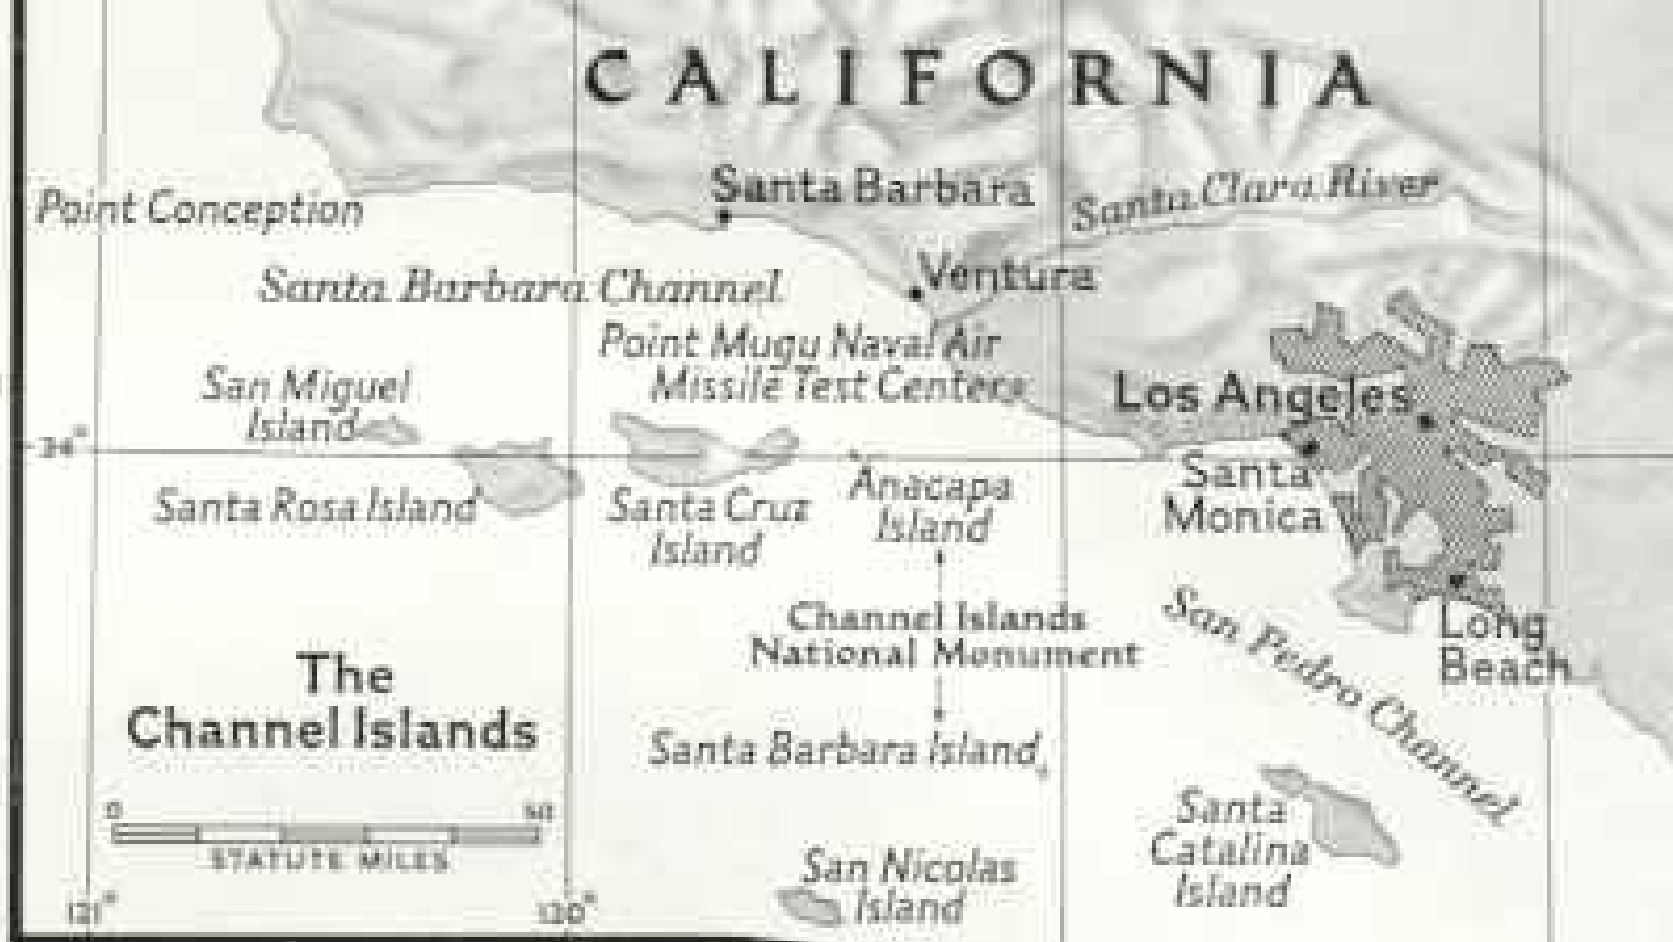 CALIFORNIA
Santa Barbara
Santa Clara River
Point Conception
Ventura
Santa Barbara Channel
Point Mugu Naval Air
Missile Test Center
San Miguel
Island
Los Angeles
34°
Santa Rosa Island
Santa Cruz
Island
Anacapa
Island
Santa
Monica
Channel Islands
National Monument
San Pedro Channel
Long
Beach
The
Channel Islands
Santa Barbara Island
0 50
STATUTE MILES
Santa
Catalina
Island
San Nicolas
Island
121° 120°